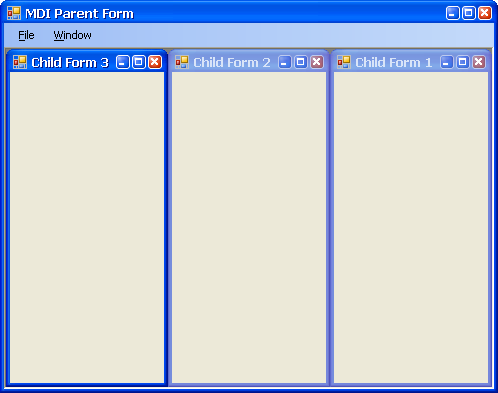 MDI Parent Form
File Window
Child Form 3 Child Form 2 Child Form 1